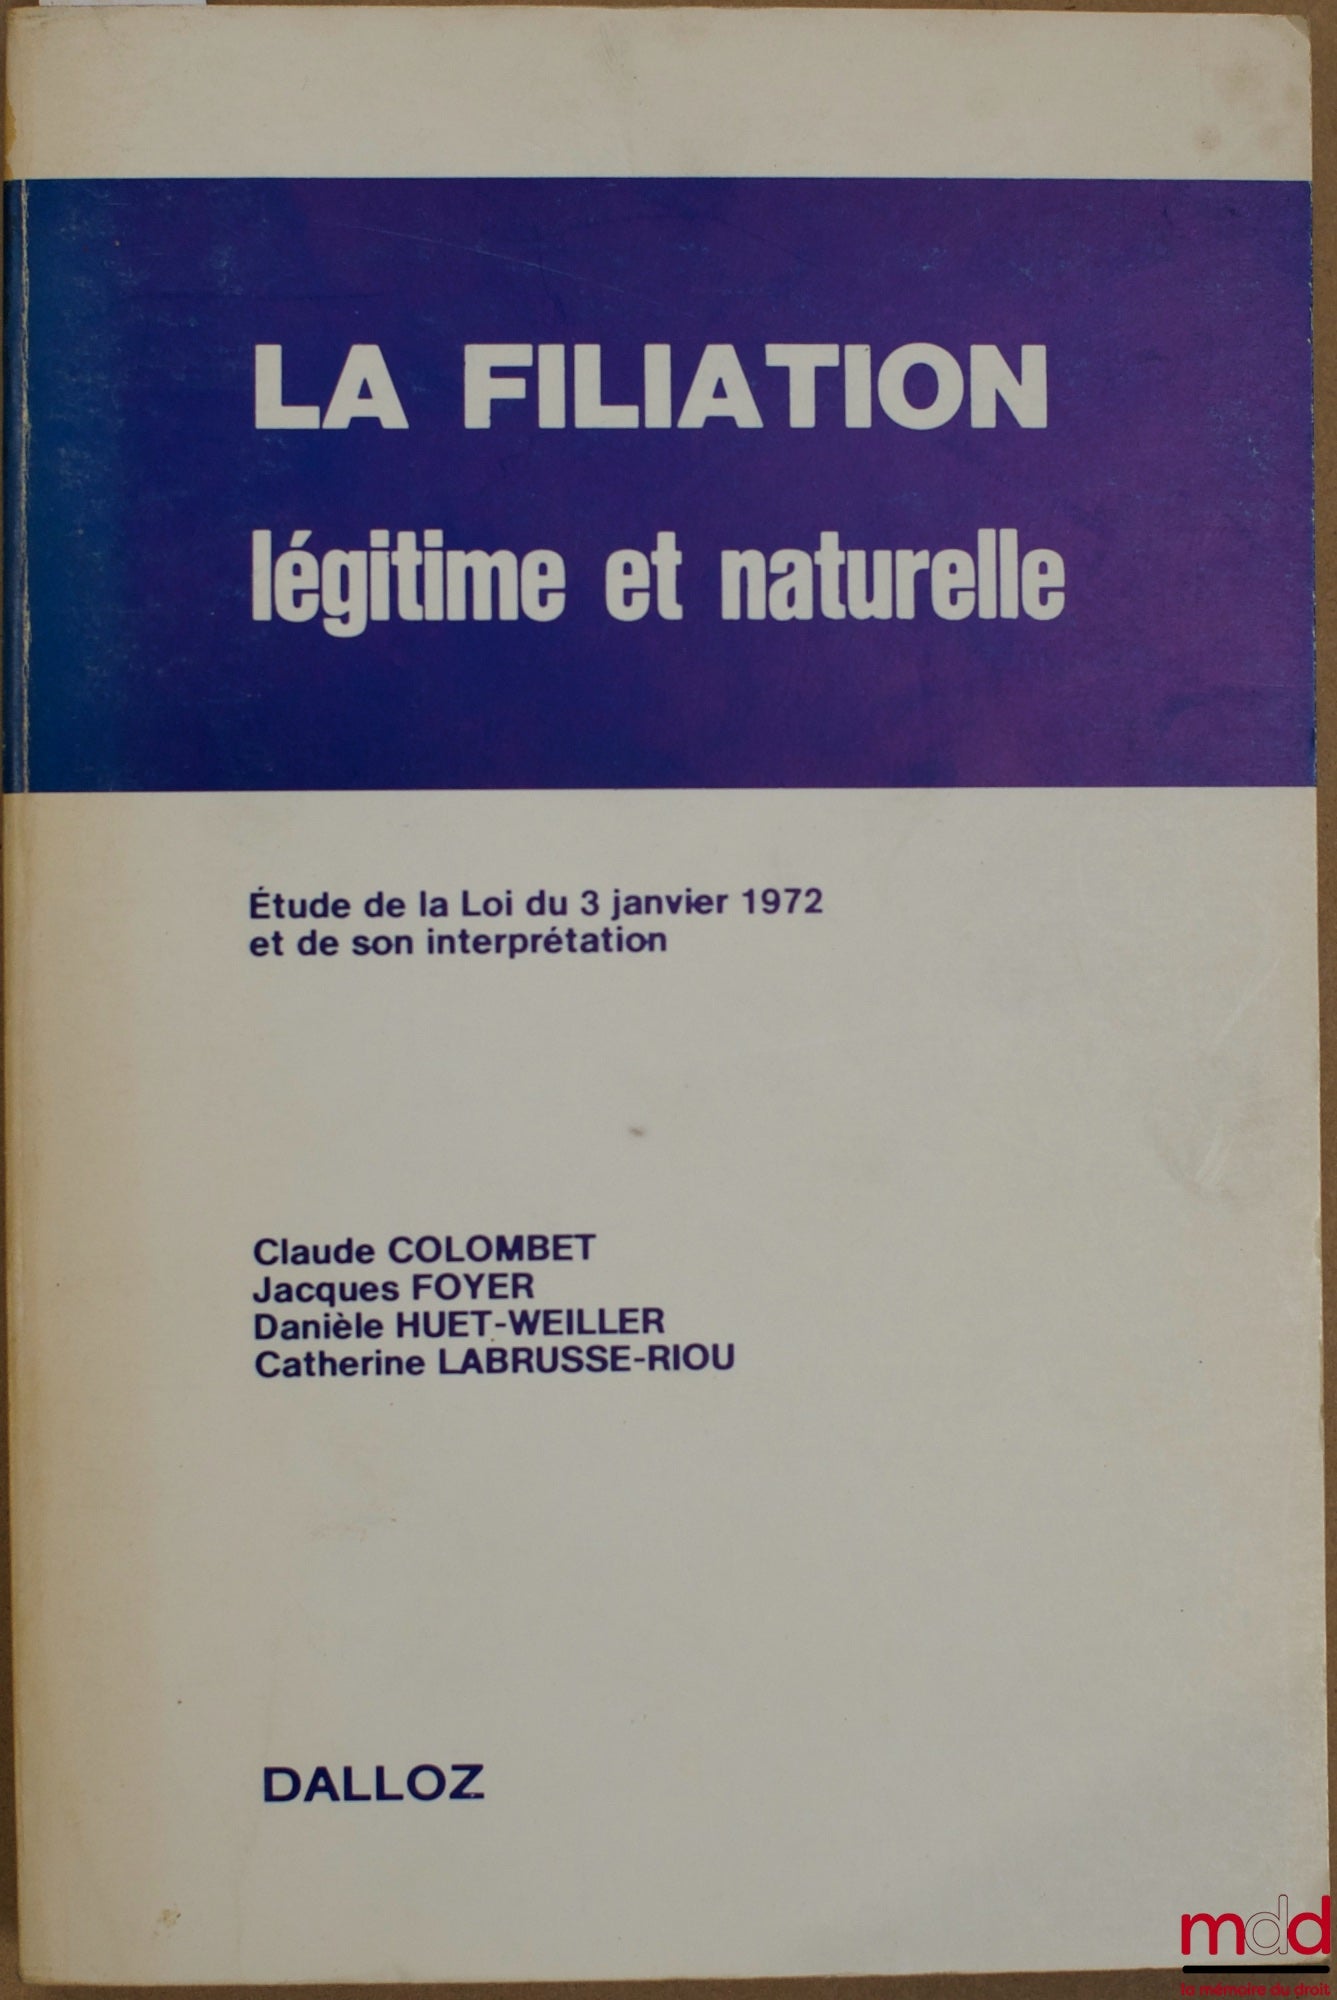 LA FILIATION
légitime et naturelle
Étude de la Loi du 3 janvier 1972
et de son interprétation
Claude COLOMBET
Jacques FOYER
Danièle HUET-WEILLER
Catherine LABRUSSE-RIOU
DALLOZ
mdd
la mémoire du droit